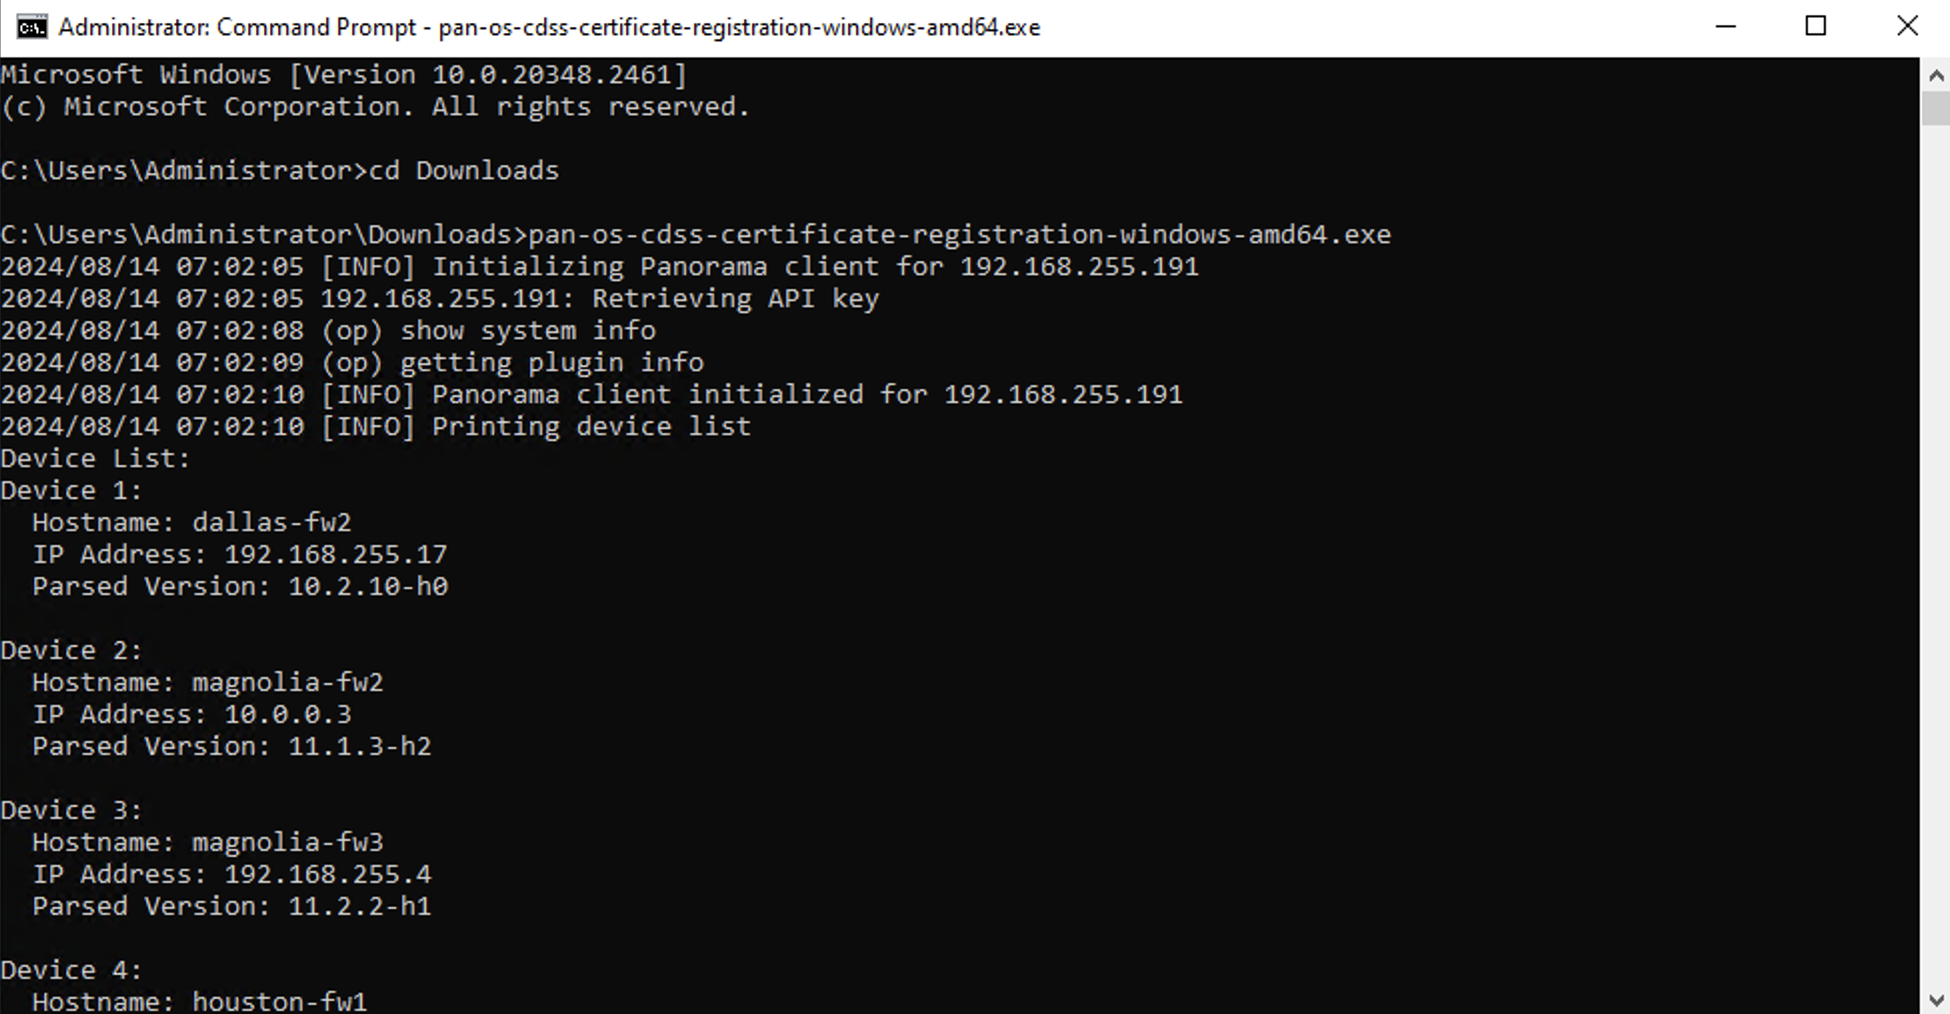 Administrator: Command Prompt - pan-os-cdss-certificate-registration-windows-amd64.exe
Microsoft Windows [Version 10.0.20348.2461]
(c) Microsoft Corporation. All rights reserved.
C:\Users\Administrator>cd Downloads
C:\Users\Administrator\Downloads>pan-os-cdss-certificate-registration-windows-amd64.exe
2024/08/14 07:02:05 [INFO] Initializing Panorama client for 192.168.255.191
2024/08/14 07:02:05 192.168.255.191: Retrieving API key
2024/08/14 07:02:08 (op) show system info
2024/08/14 07:02:09 (op) getting plugin info
2024/08/14 07:02:10 [INFO] Panorama client initialized for 192.168.255.191
2024/08/14 07:02:10 [INFO] Printing device list
Device List:
Device 1:
  Hostname: dallas-fw2
  IP Address: 192.168.255.17
  Parsed Version: 10.2.10-h0
Device 2:
  Hostname: magnolia-fw2
  IP Address: 10.0.0.3
  Parsed Version: 11.1.3-h2
Device 3:
  Hostname: magnolia-fw3
  IP Address: 192.168.255.4
  Parsed Version: 11.2.2-h1
Device 4:
  Hostname: houston-fw1